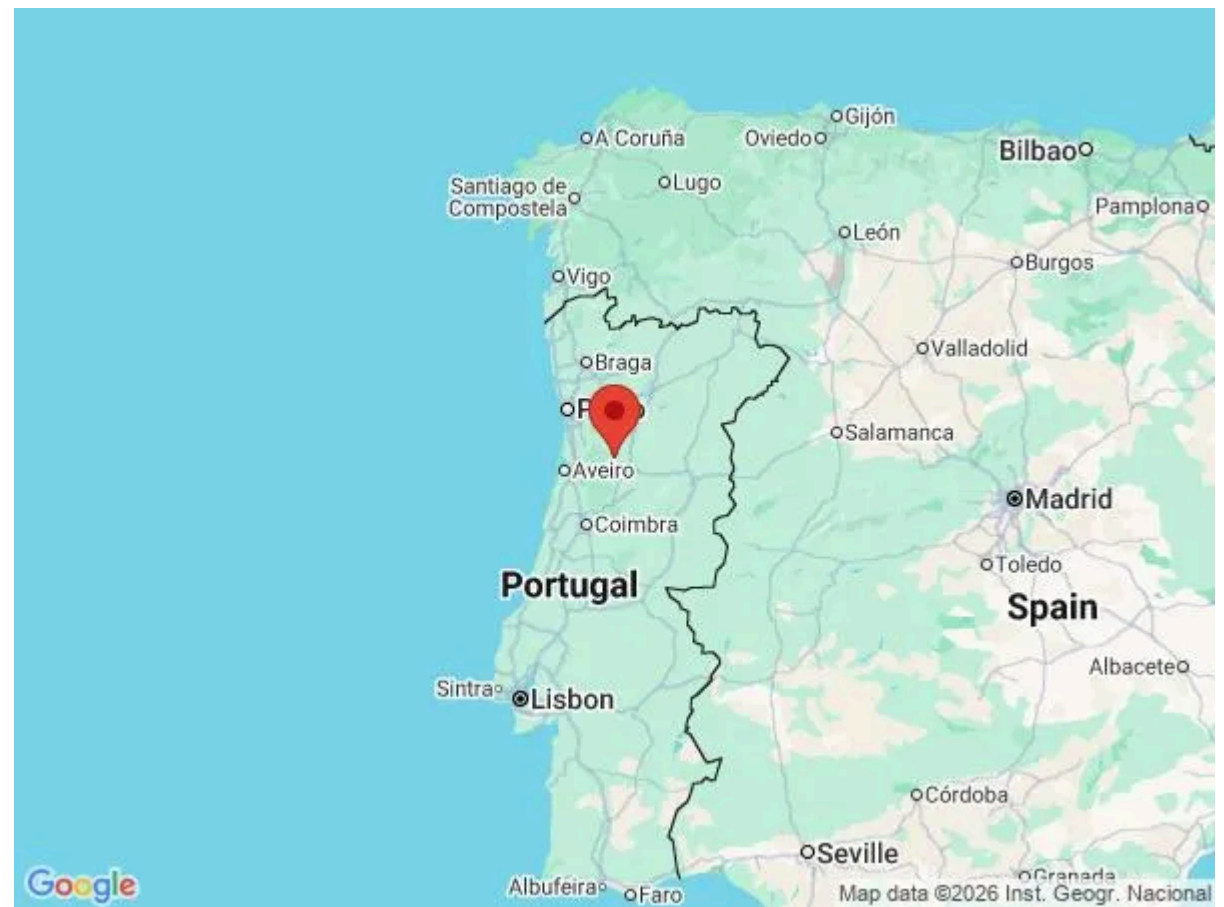 Gijón
A Coruña
Oviedo
Bilbao
Lugo
Santiago de
Compostela
Pamplona
León
Vigo
Burgos
Valladolid
Braga
Salamanca
Aveiro
Madrid
Coimbra
Toledo
Portugal
Spain
Albacete
Sintra
Lisbon
Córdoba
Seville
Granada
Albufeira
Faro
Google
Map data ©2026 Inst. Geogr. Nacional